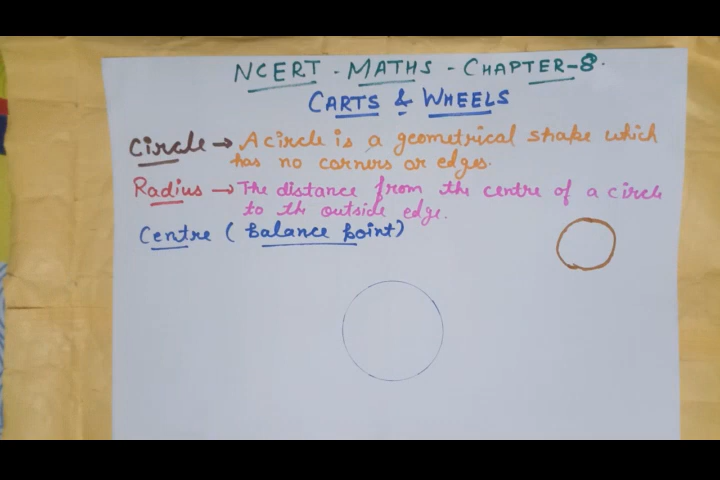 NCERT - MATHS - CHAPTER-8.
CARTS & WHEELS
Circle → A circle is a geometrical shape which
has no corners or edges.
Radius → The distance from the centre of a circle
to the outside edge.
Centre (balance point)